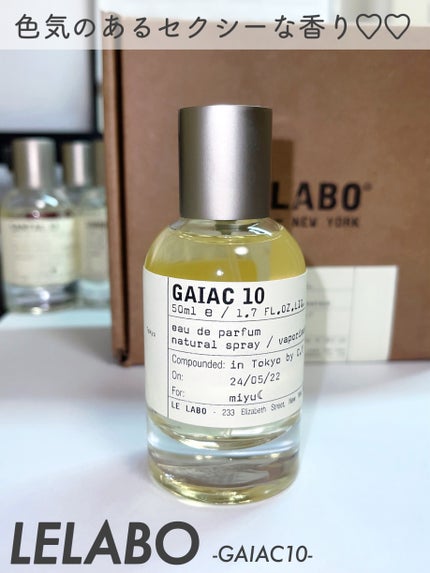 色気のあるセクシーな香り♡♡
LABO
NEW YORK
GAIAC 10
50ml e / 1.7 FL.OZ.LIQ
eau de parfum
natural spray /
Compounded: in Tokyo by
On: 24/05/22
For: miyu☾
LE LABO - 233 Elizabeth Street, New
LELABO -GAIAC10-